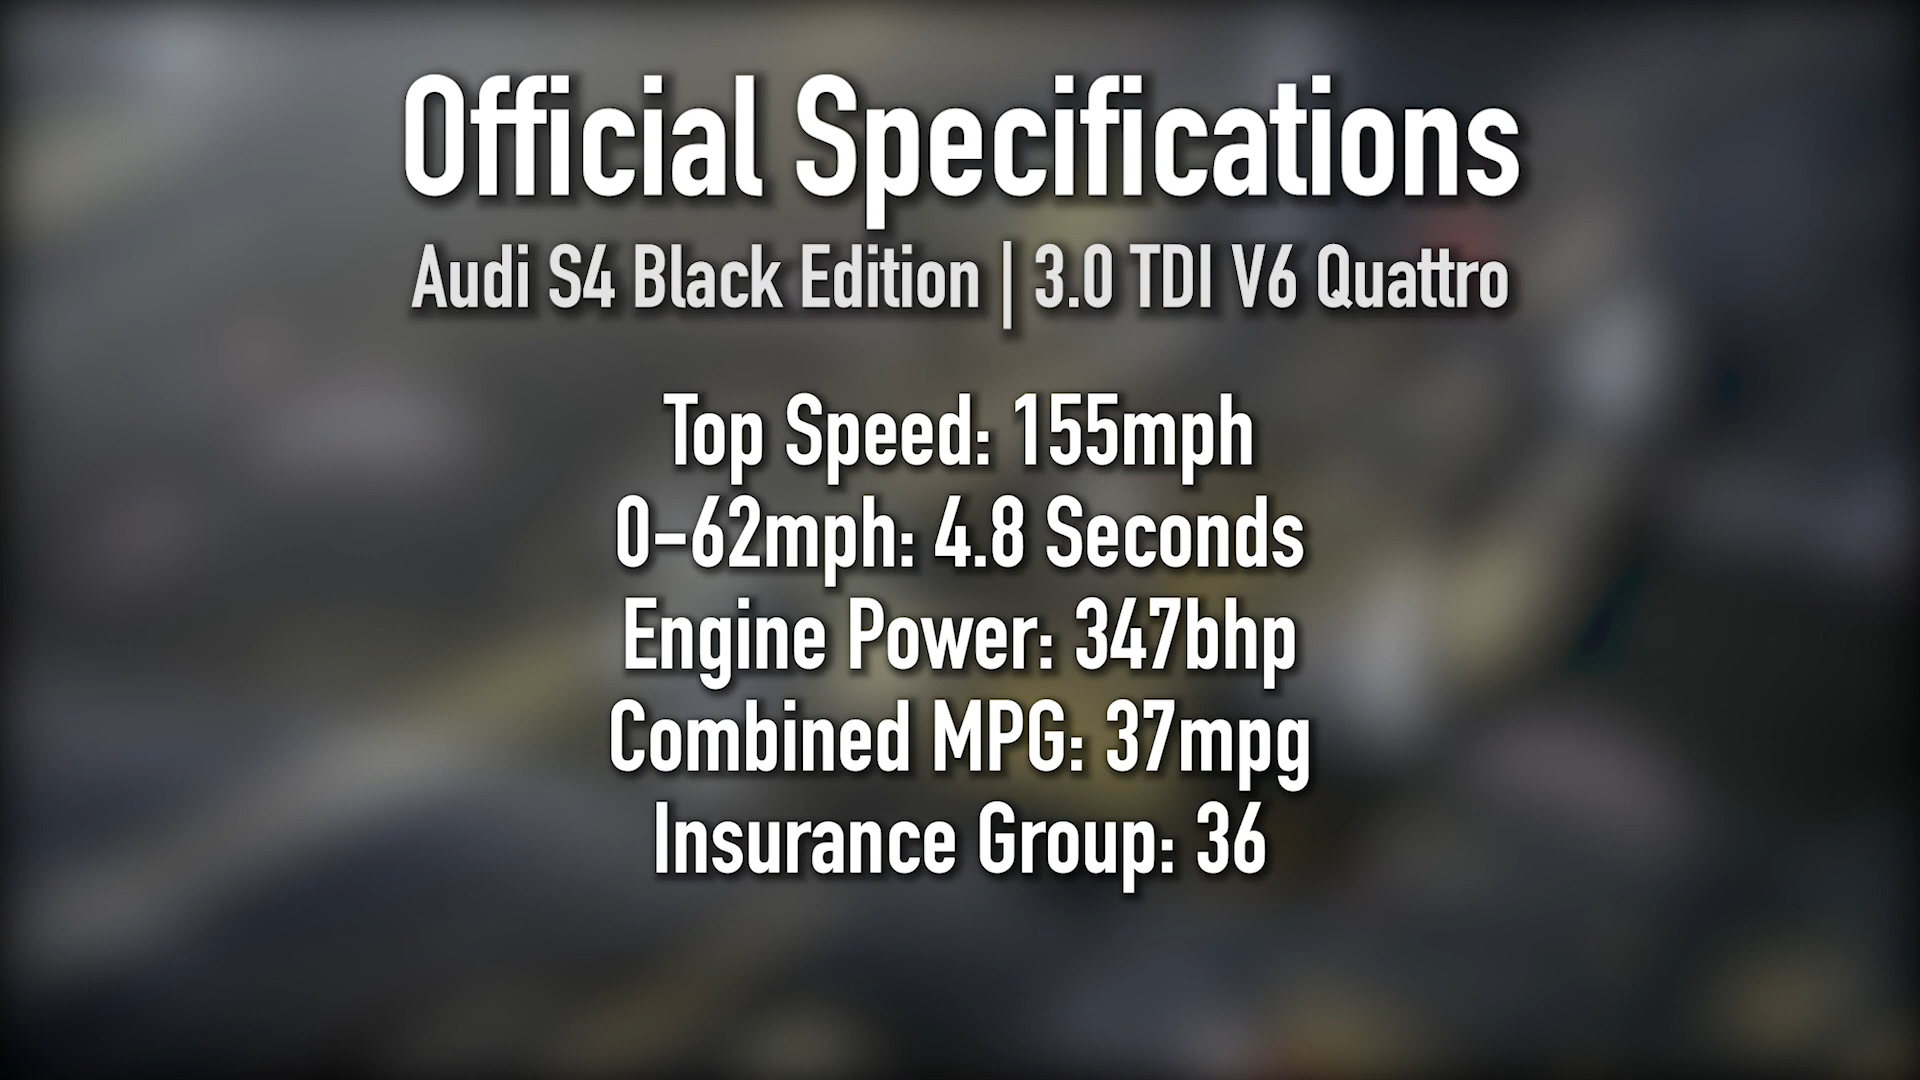 Official Specifications
Audi S4 Black Edition | 3.0 TDI V6 Quattro
Top Speed: 155mph
0–62mph: 4.8 Seconds
Engine Power: 347bhp
Combined MPG: 37mpg
Insurance Group: 36